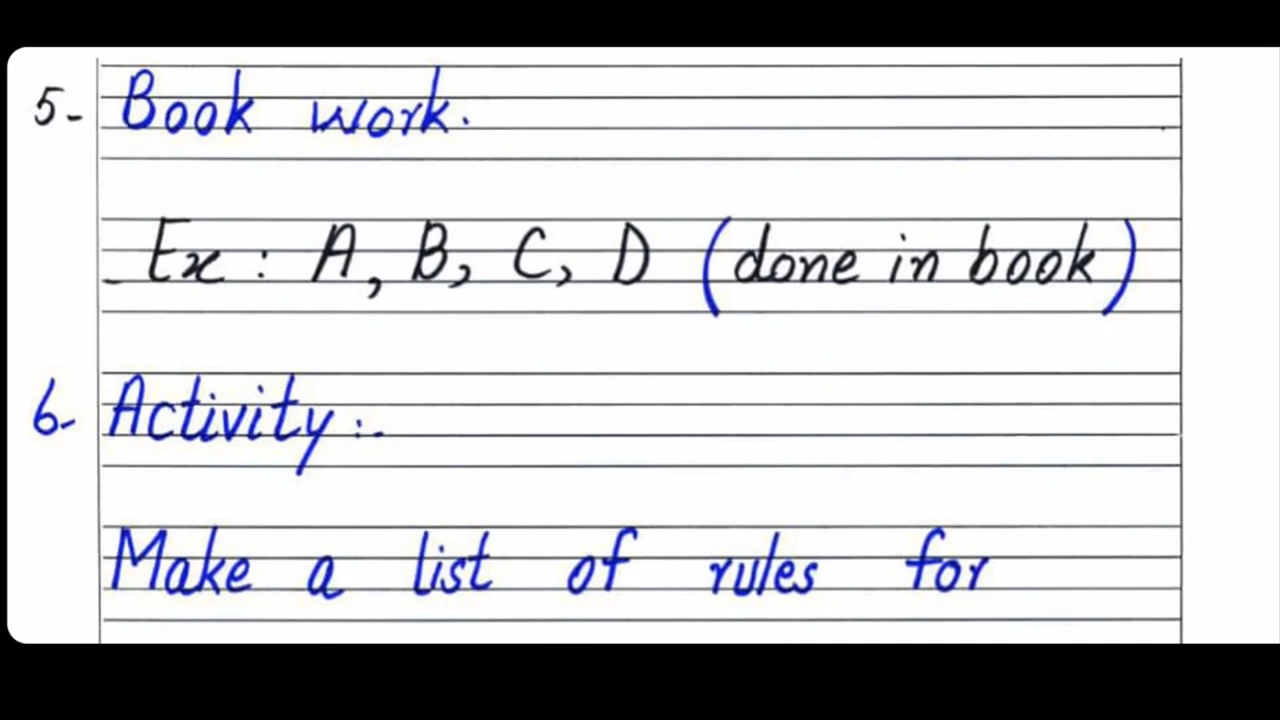 5- Book work.
Ex : A, B, C, D (done in book)
6- Activity :-
Make a list of rules for